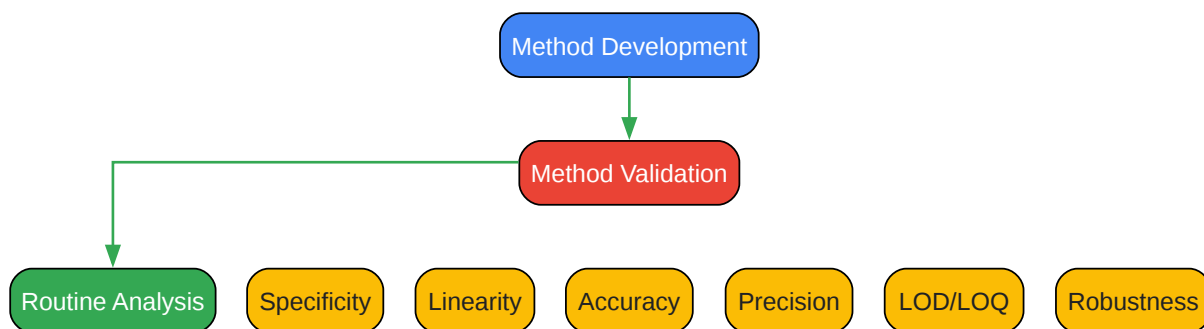 Method Development
Method Validation
Routine Analysis
Specificity
Linearity
Accuracy
Precision
LOD/LOQ
Robustness